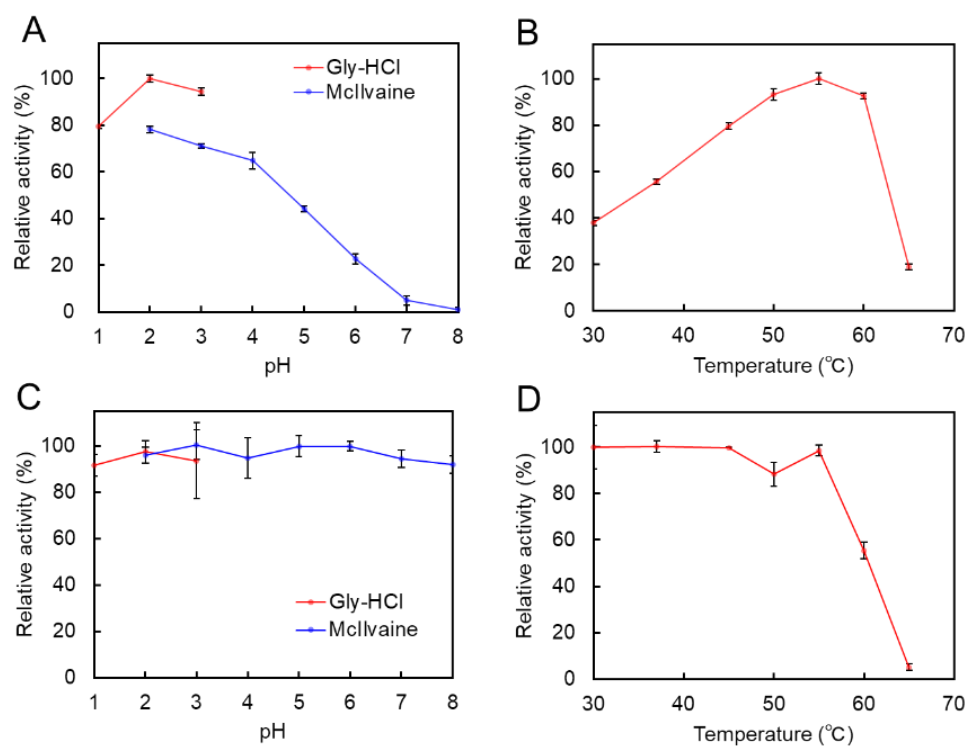 A
Relative activity (%)
100
80
60
40
20
0
Gly-HCl
McIlvaine
1 2 3 4 5 6 7 8
pH
B
Relative activity (%)
100
80
60
40
20
0
30 40 50 60 70
Temperature (℃)
C
Relative activity (%)
100
80
60
40
20
0
Gly-HCl
McIlvaine
1 2 3 4 5 6 7 8
pH
D
Relative activity (%)
100
80
60
40
20
0
30 40 50 60 70
Temperature (℃)